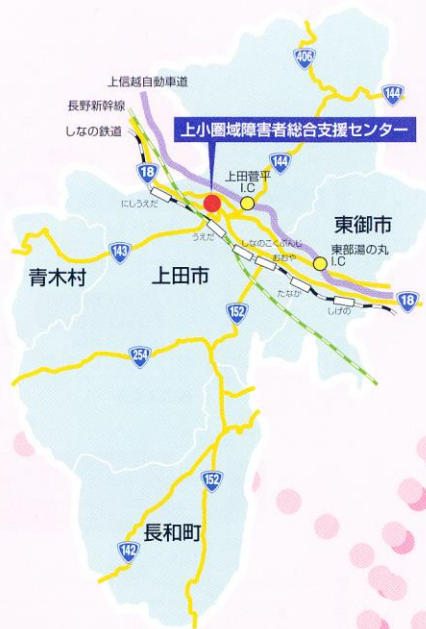 406
上信越自動車道
144
長野新幹線
しなの鉄道
上小圏域障害者総合支援センター
144
18
上田菅平
I.C
にしうえだ
東御市
うえだ
しなのこくぶんじ
東部湯の丸
I.C
おおや
143
青木村
上田市
たなか
しげの
18
152
254
152
長和町
142